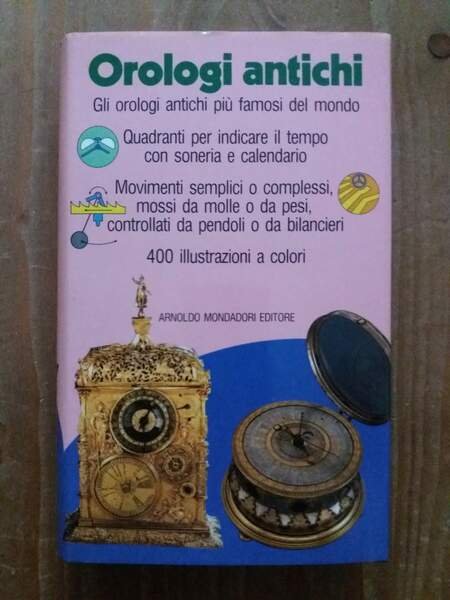 Orologi antichi
Gli orologi antichi più famosi del mondo
Quadranti per indicare il tempo
con soneria e calendario
Movimenti semplici o complessi,
mossi da molle o da pesi,
controllati da pendoli o da bilancieri
400 illustrazioni a colori
ARNOLDO MONDADORI EDITORE